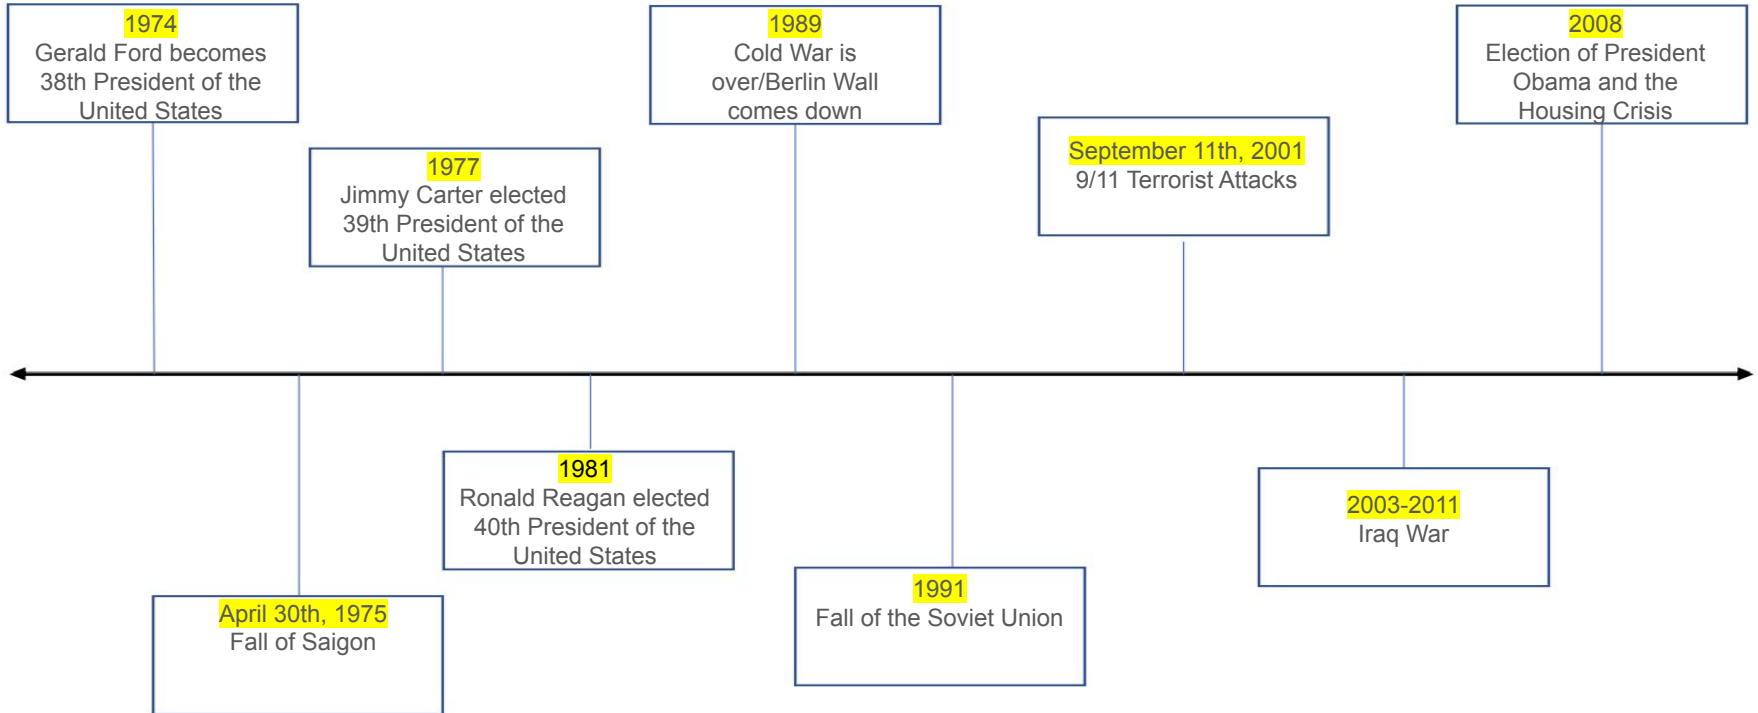 1974
Gerald Ford becomes
38th President of the
United States
1977
Jimmy Carter elected
39th President of the
United States
1989
Cold War is
over/Berlin Wall
comes down
September 11th, 2001
9/11 Terrorist Attacks
2008
Election of President
Obama and the
Housing Crisis
April 30th, 1975
Fall of Saigon
1981
Ronald Reagan elected
40th President of the
United States
1991
Fall of the Soviet Union
2003-2011
Iraq War